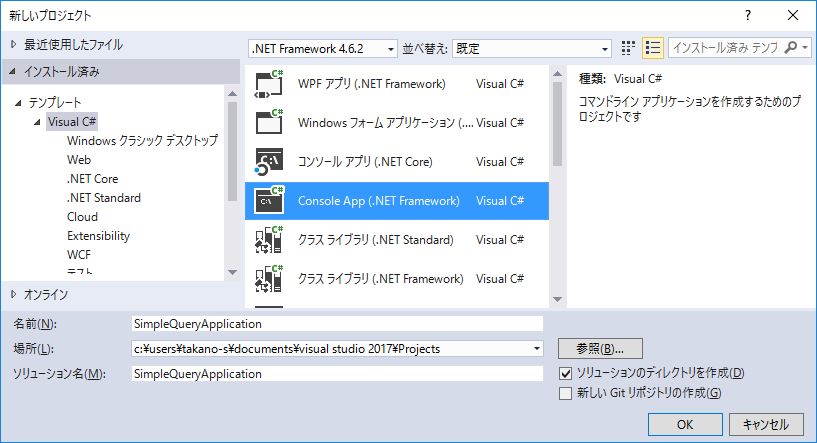 新しいプロジェクト
最近使用したファイル
.NET Framework 4.6.2 並べ替え: 既定
インストール済み テンプ
インストール済み
テンプレート
Visual C#
Windows クラシック デスクトップ
Web
.NET Core
.NET Standard
Cloud
Extensibility
WCF
テスト
オンライン
WPF アプリ (.NET Framework) Visual C#
Windows フォーム アプリケーション (.... Visual C#
コンソール アプリ (.NET Core) Visual C#
Console App (.NET Framework) Visual C#
クラス ライブラリ (.NET Standard) Visual C#
クラス ライブラリ (.NET Framework) Visual C#
種類: Visual C#
コマンドライン アプリケーションを作成するためのプ
ロジェクトです
名前(N): SimpleQueryApplication
場所(L): c:¥users¥takano-s¥documents¥visual studio 2017¥Projects
参照(B)...
ソリューション名(M): SimpleQueryApplication
ソリューションのディレクトリを作成(D)
新しい Git リポジトリの作成(G)
OK キャンセル